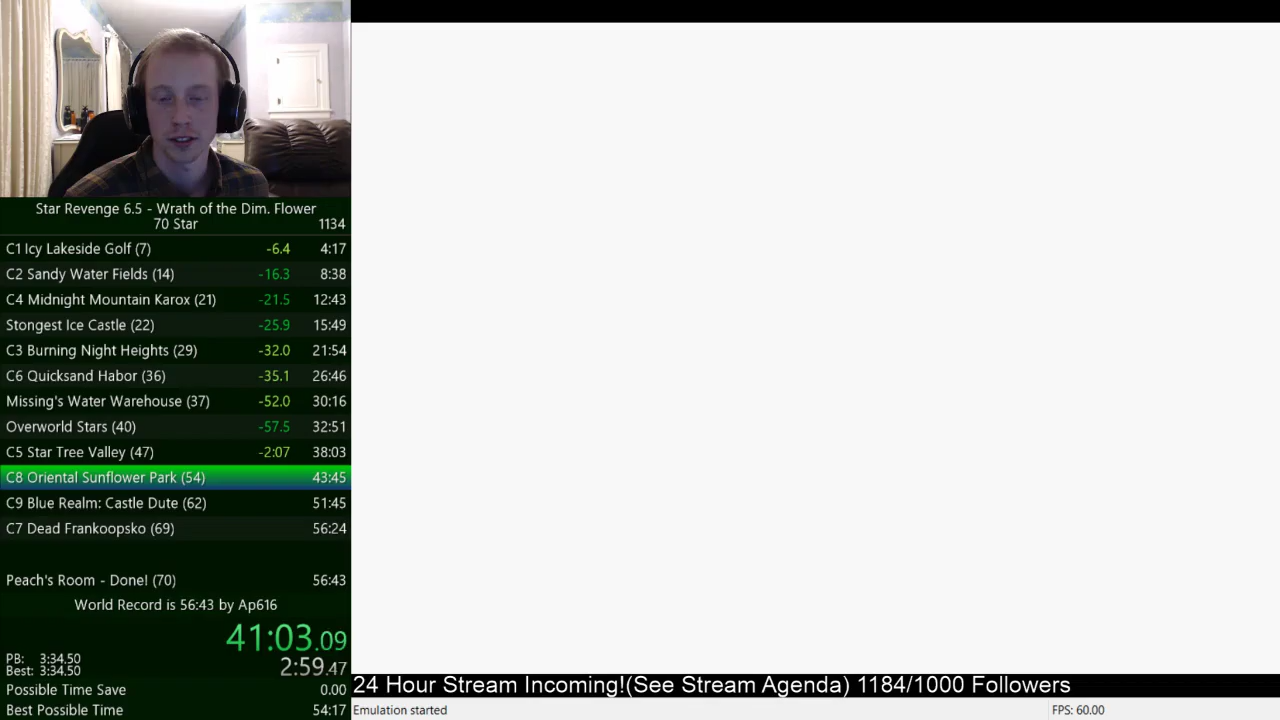 Star Revenge 6.5 - Wrath of the Dim. Flower
70 Star 1134
C1 Icy Lakeside Golf (7) -6.4 4:17
C2 Sandy Water Fields (14) -16.3 8:38
C4 Midnight Mountain Karox (21) -21.5 12:43
Stongest Ice Castle (22) -25.9 15:49
C3 Burning Night Heights (29) -32.0 21:54
C6 Quicksand Habor (36) -35.1 26:46
Missing's Water Warehouse (37) -52.0 30:16
Overworld Stars (40) -57.5 32:51
C5 Star Tree Valley (47) -2:07 38:03
C8 Oriental Sunflower Park (54) 43:45
C9 Blue Realm: Castle Dute (62) 51:45
C7 Dead Frankoopsko (69) 56:24
Peach's Room - Done! (70) 56:43
World Record is 56:43 by Ap616
41:03.09
PB: 3:34.50
Best: 3:34.50
2:59.47
Possible Time Save 0.00
Best Possible Time 54:17
24 Hour Stream Incoming!(See Stream Agenda) 1184/1000 Followers
Emulation started FPS: 60.00